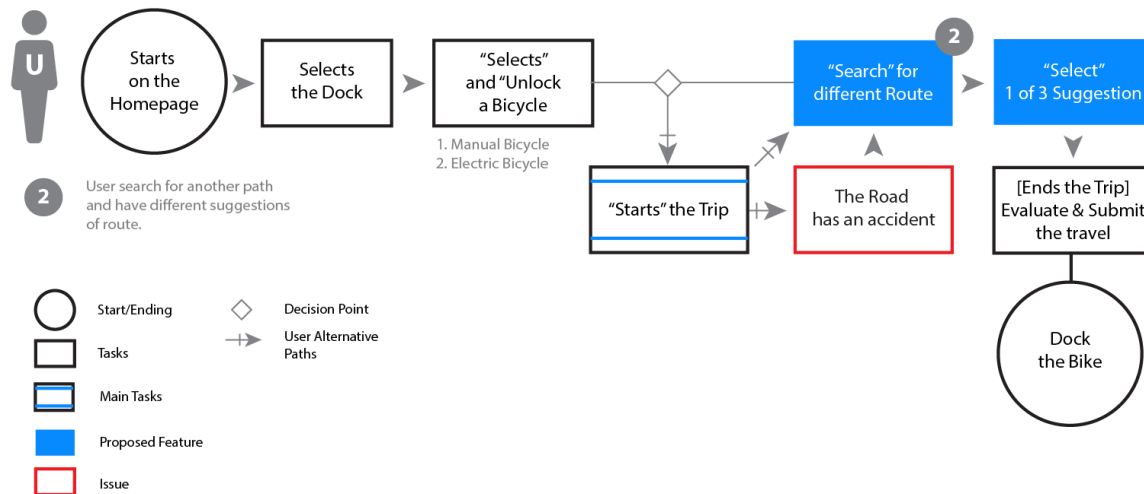 U
Starts
on the
Homepage
Selects
the Dock
“Selects”
and “Unlock
a Bicycle
1. Manual Bicycle
2. Electric Bicycle
2
“Search” for
different Route
“Select”
1 of 3 Suggestion
“Starts” the Trip
The Road
has an accident
[Ends the Trip]
Evaluate & Submit
the travel
Dock
the Bike
2
User search for another path
and have different suggestions
of route.
Start/Ending
Tasks
Main Tasks
Proposed Feature
Issue
Decision Point
User Alternative
Paths